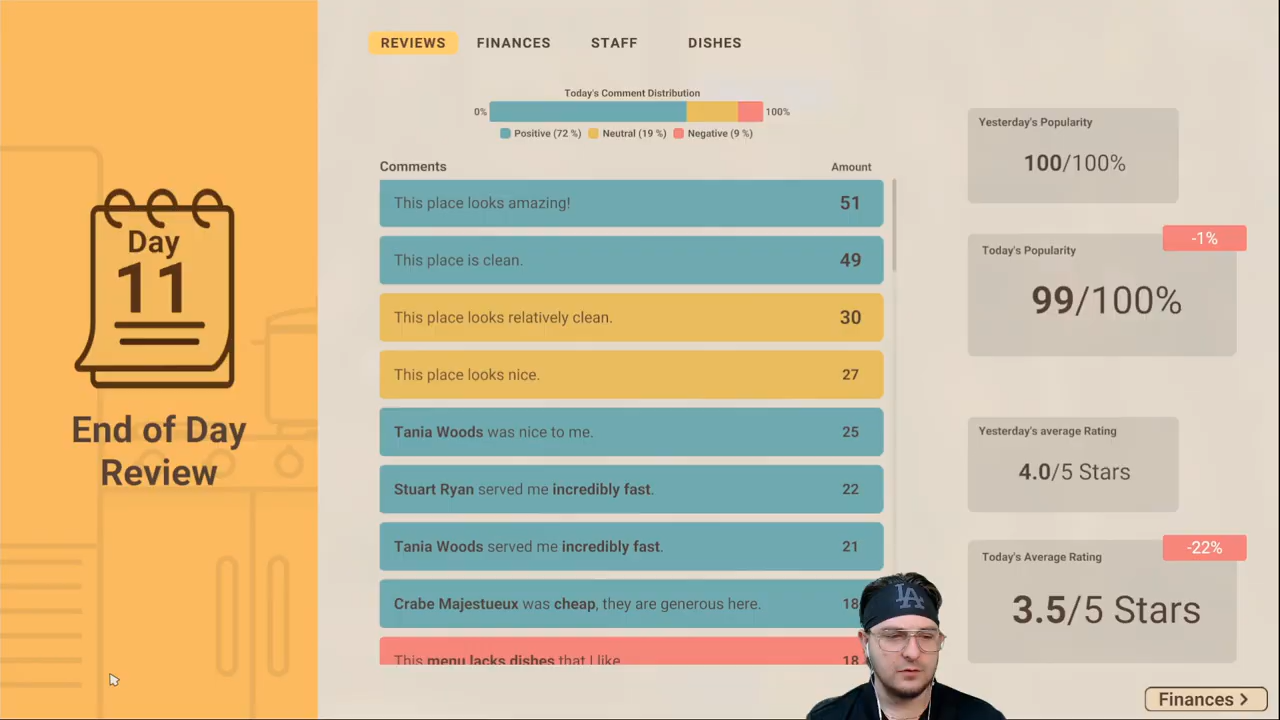 REVIEWS FINANCES STAFF DISHES
Today's Comment Distribution
0% 100%
Positive (72 %) Neutral (19 %) Negative (9 %)
Comments Amount
This place looks amazing! 51
This place is clean. 49
This place looks relatively clean. 30
This place looks nice. 27
Tania Woods was nice to me. 25
Stuart Ryan served me incredibly fast. 22
Tania Woods served me incredibly fast. 21
Crabe Majestueux was cheap, they are generous here. 18
This menu lacks dishes that I like. 18
Day
11
End of Day
Review
Yesterday's Popularity
100/100%
-1%
Today's Popularity
99/100%
Yesterday's average Rating
4.0/5 Stars
-22%
Today's Average Rating
3.5/5 Stars
LA
Finances >